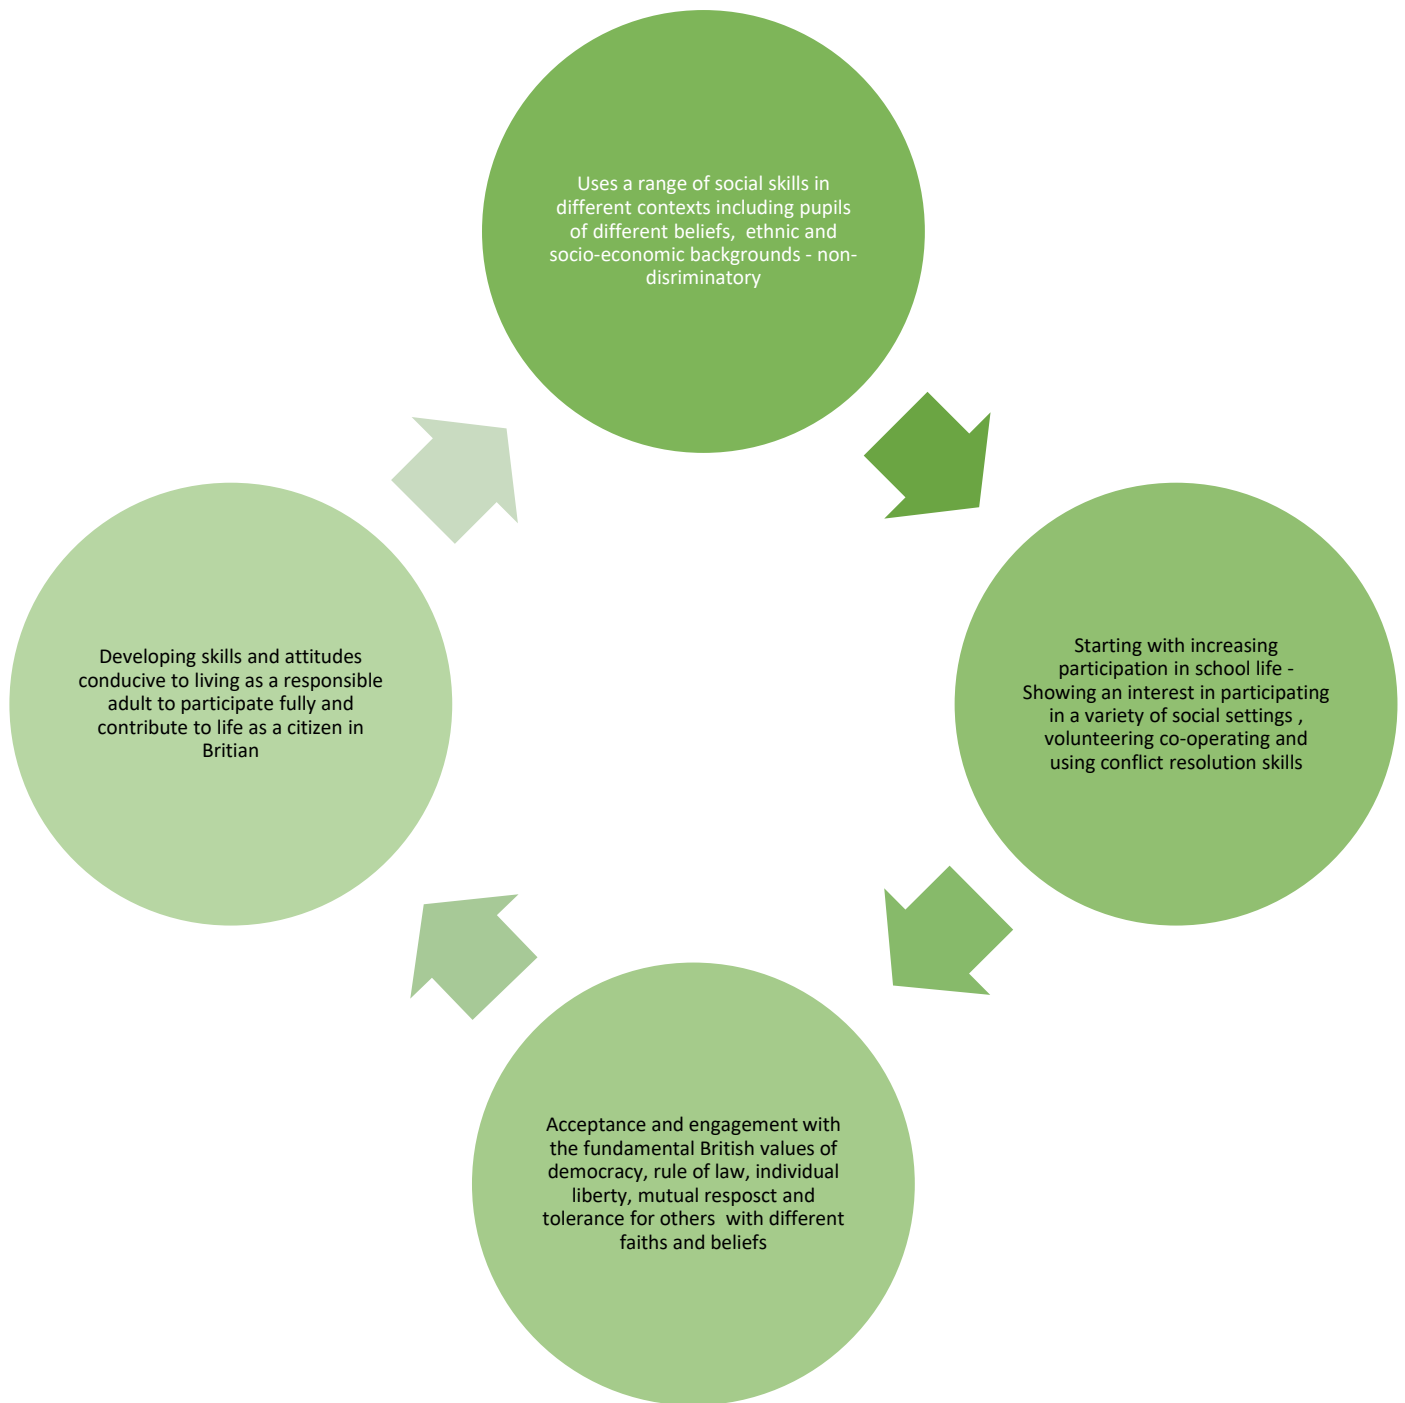 Uses a range of social skills in
different contexts including pupils
of different beliefs,  ethnic and
socio-economic backgrounds - non-
disriminatory
Starting with increasing
participation in school life -
Showing an interest in participating
in a variety of social settings ,
volunteering co-operating and
using conflict resolution skills
Acceptance and engagement with
the fundamental British values of
democracy, rule of law, individual
liberty, mutual resposct and
tolerance for others  with different
faiths and beliefs
Developing skills and attitudes
conducive to living as a responsible
adult to participate fully and
contribute to life as a citizen in
Britian